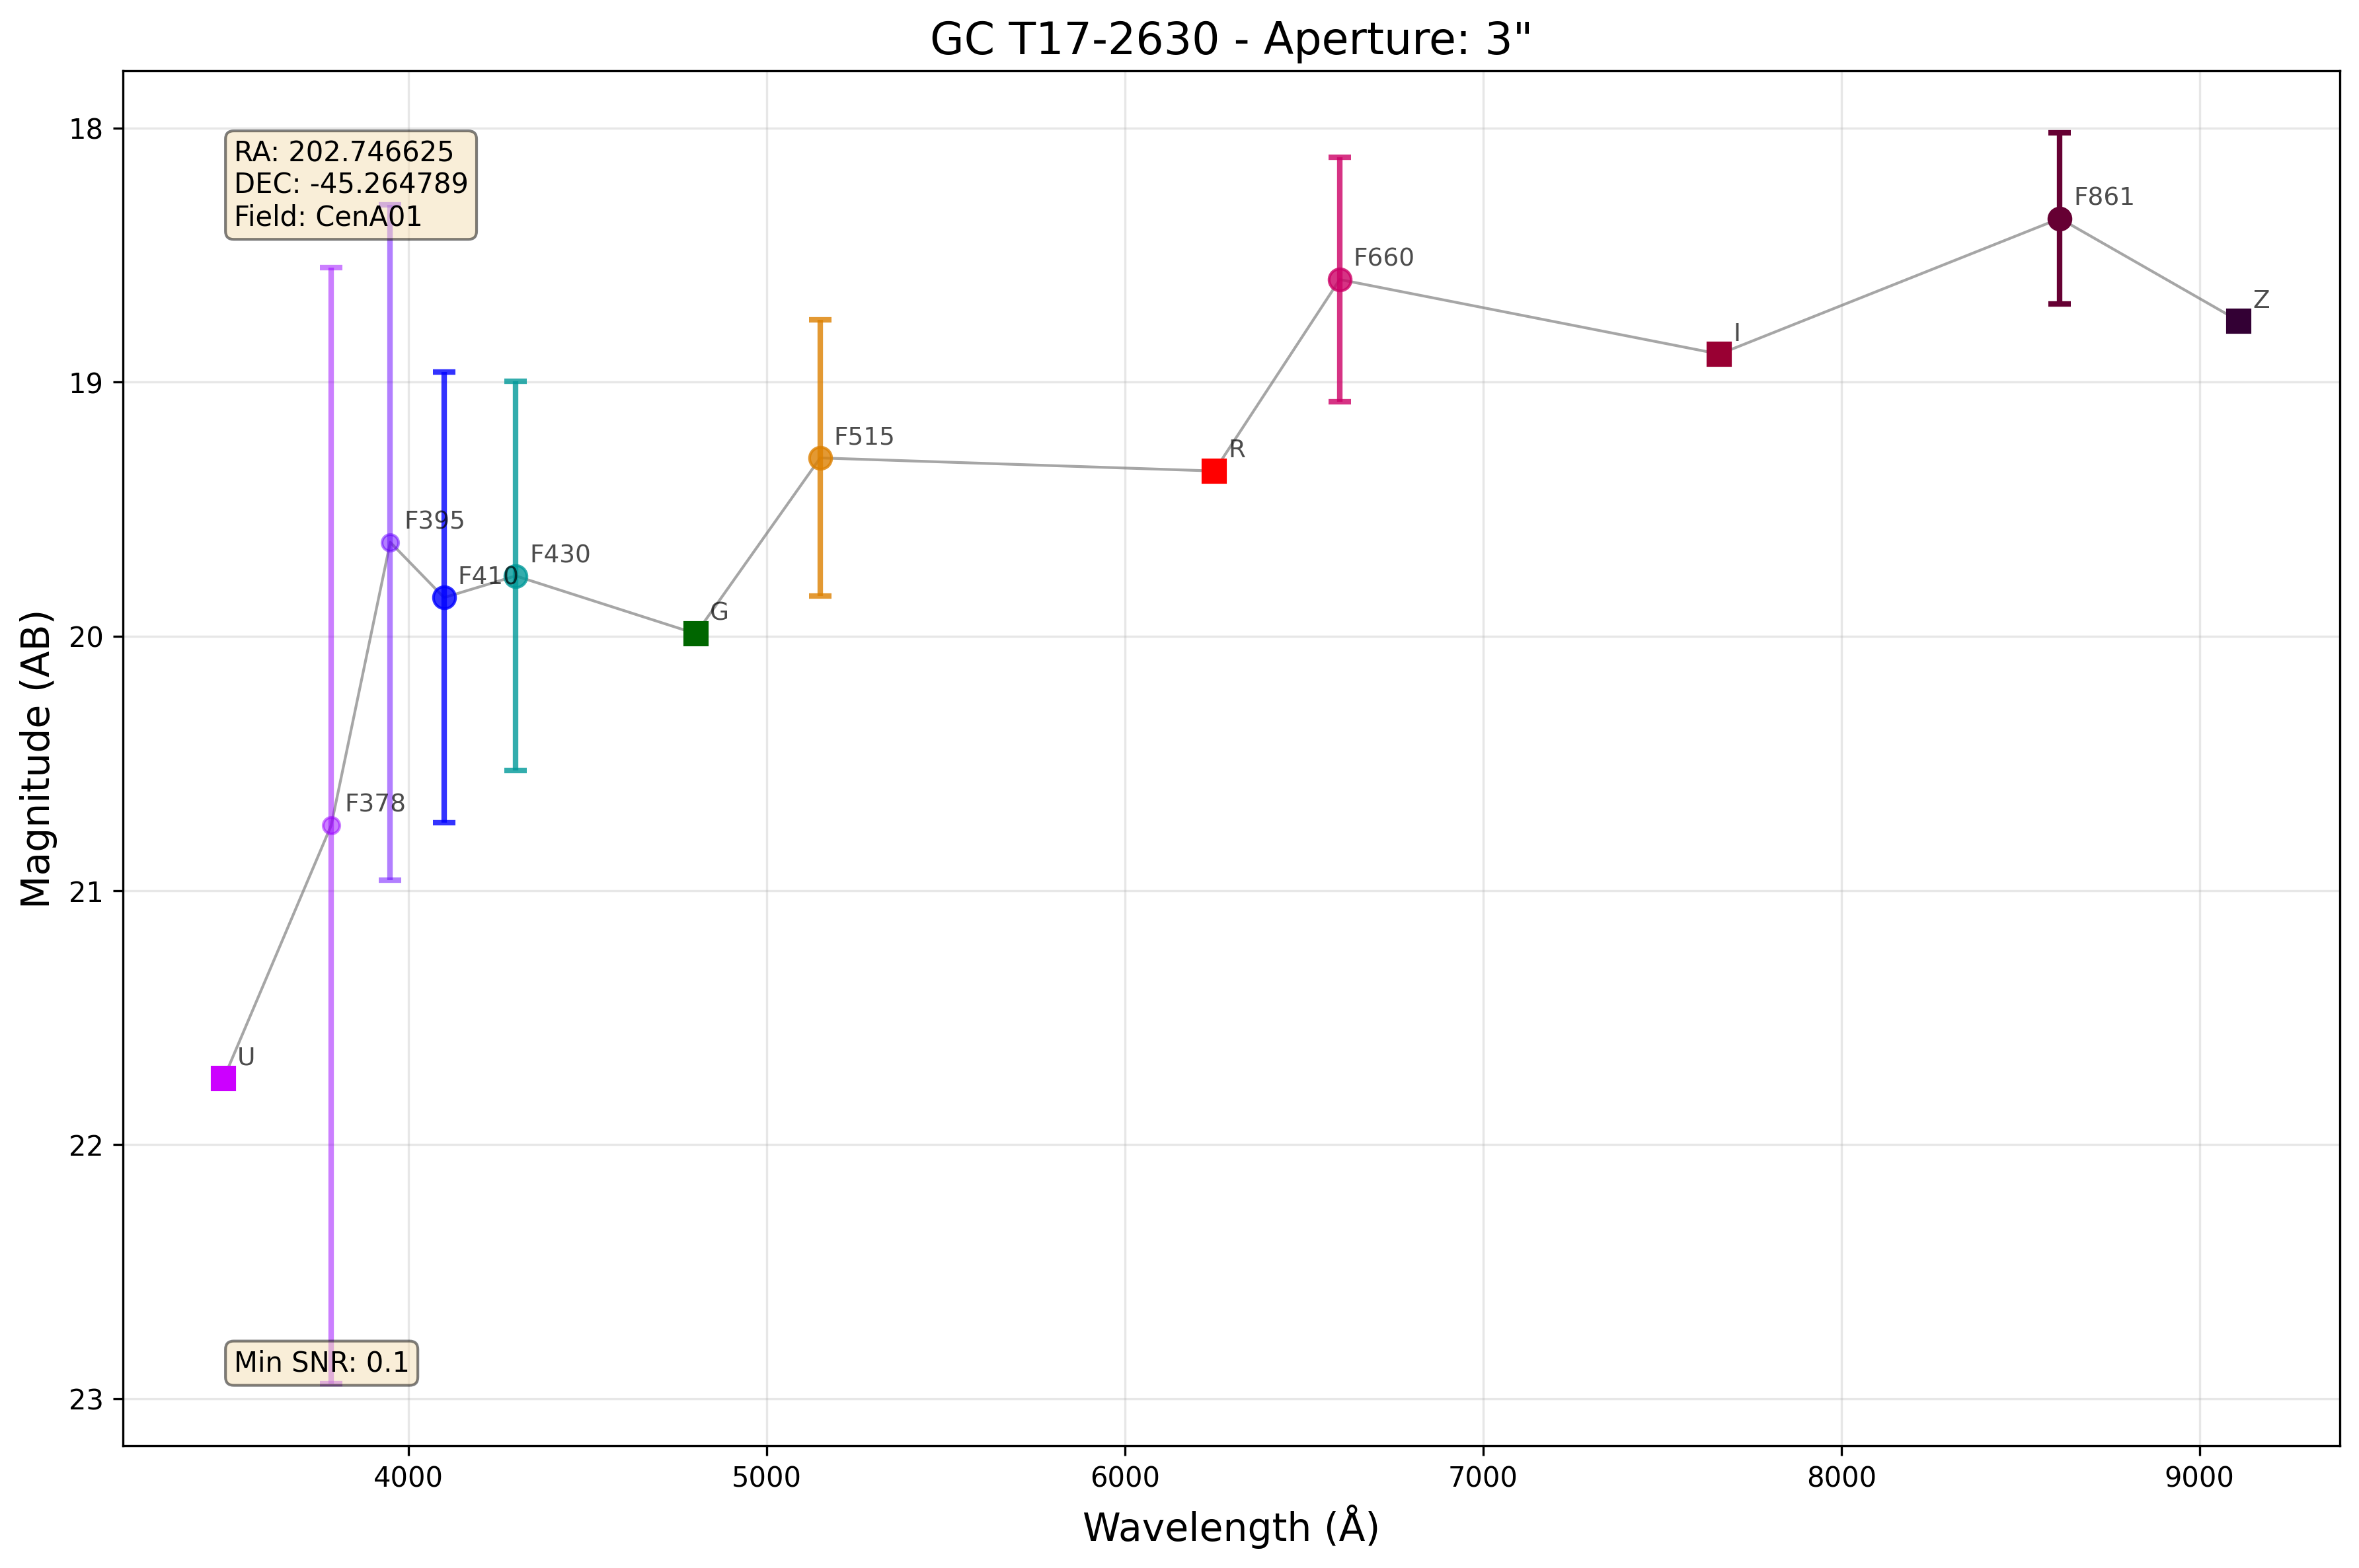 GC T17-2630 - Aperture: 3"
18
RA: 202.746625
DEC: -45.264789
Field: CenA01
F861
F660
Z
I
19
F515
R
F395
F430
F410
G
20
Magnitude (AB)
F378
21
U
22
Min SNR: 0.1
23
4000
5000
6000
7000
8000
9000
Wavelength (Å)